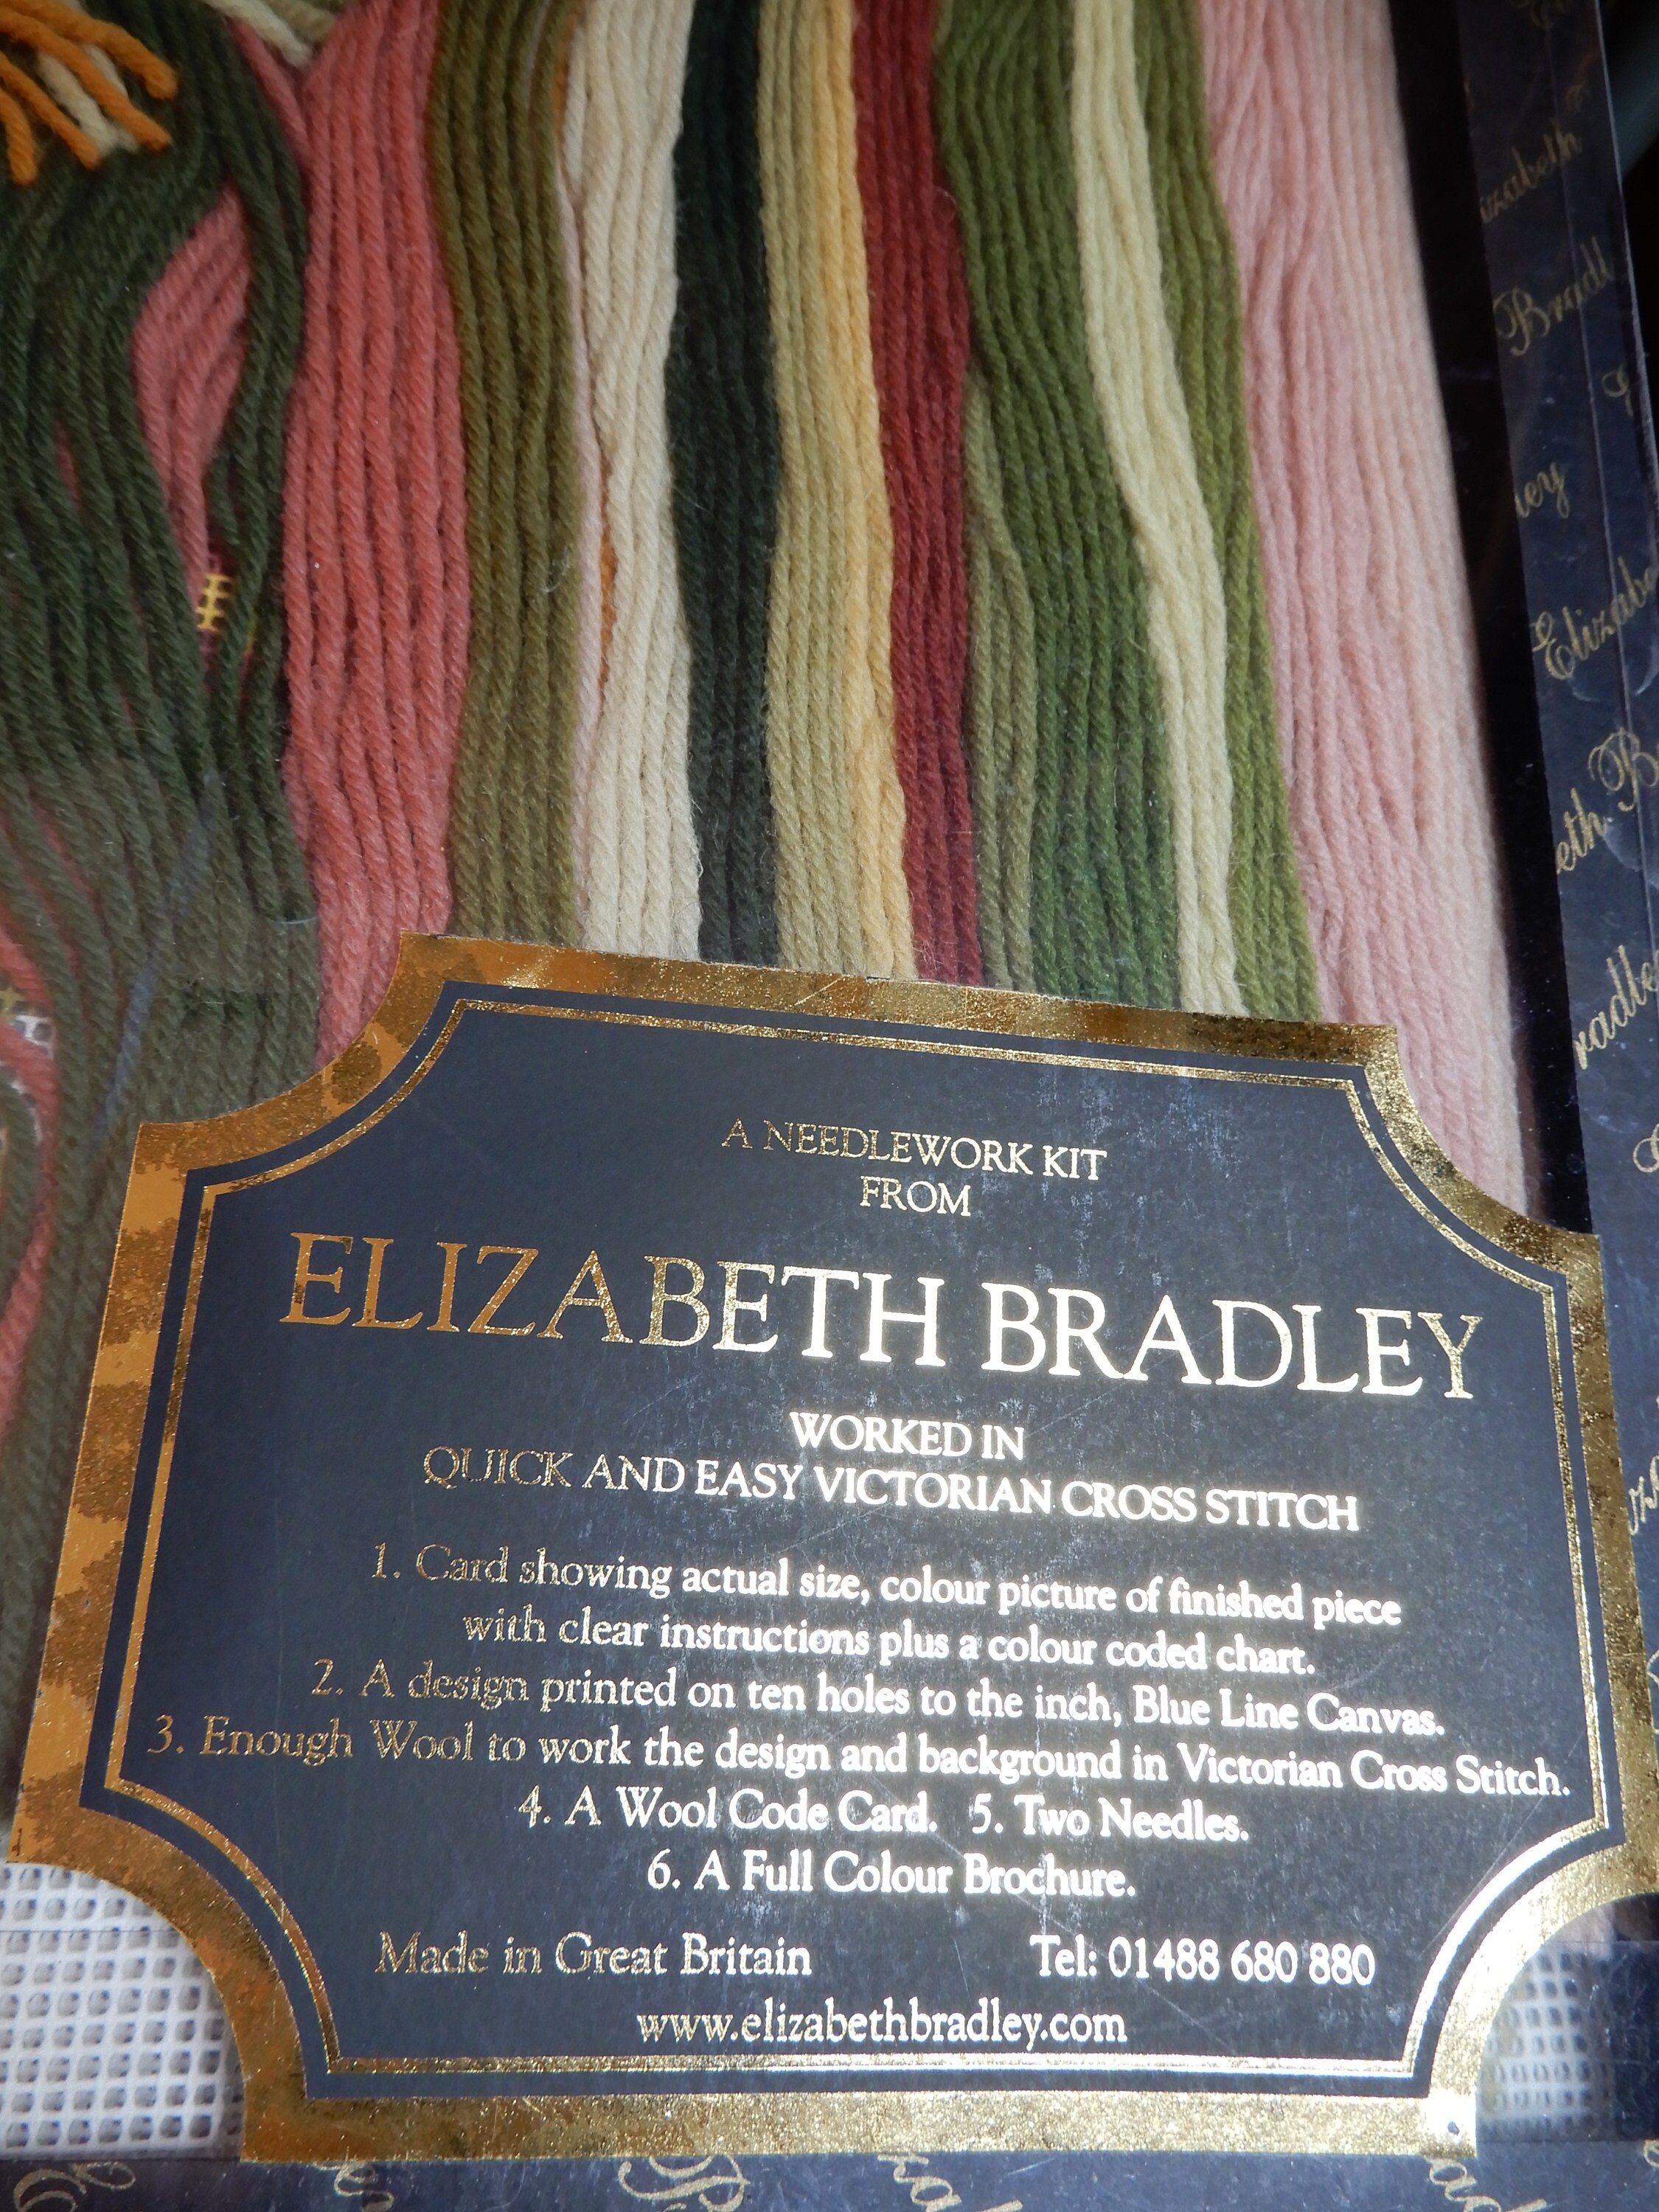 A NEEDLEWORK KIT
FROM
ELIZABETH BRADLEY
WORKED IN
QUICK AND EASY VICTORIAN CROSS STITCH
1. Card showing actual size, colour picture of finished piece
with clear instructions plus a colour coded chart.
2. A design printed on ten holes to the inch, Blue Line Canvas.
3. Enough Wool to work the design and background in Victorian Cross Stitch.
4. A Wool Code Card. 5. Two Needles.
6. A Full Colour Brochure.
Made in Great Britain Tel: 01488 680 880
www.elizabethbradley.com